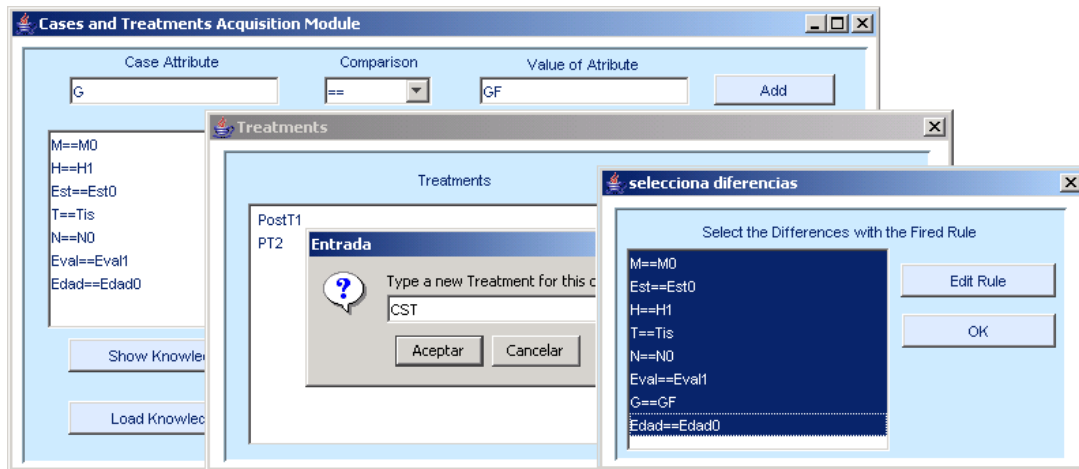 Cases and Treatments Acquisition Module
Case Attribute
Comparison
Value of Atribute
G
==
GF
Add
M==M0
H==H1
Est==Est0
T==Tis
N==N0
Eval==Eval1
Edad==Edad0
Show Knowle
Load Knowlec
Treatments
Treatments
PostT1
PT2
Entrada
Type a new Treatment for this c
CST
Aceptar
Cancelar
selecciona diferencias
Select the Differences with the Fired Rule
M==M0
Est==Est0
H==H1
T==Tis
N==N0
Eval==Eval1
G==GF
Edad==Edad0
Edit Rule
OK